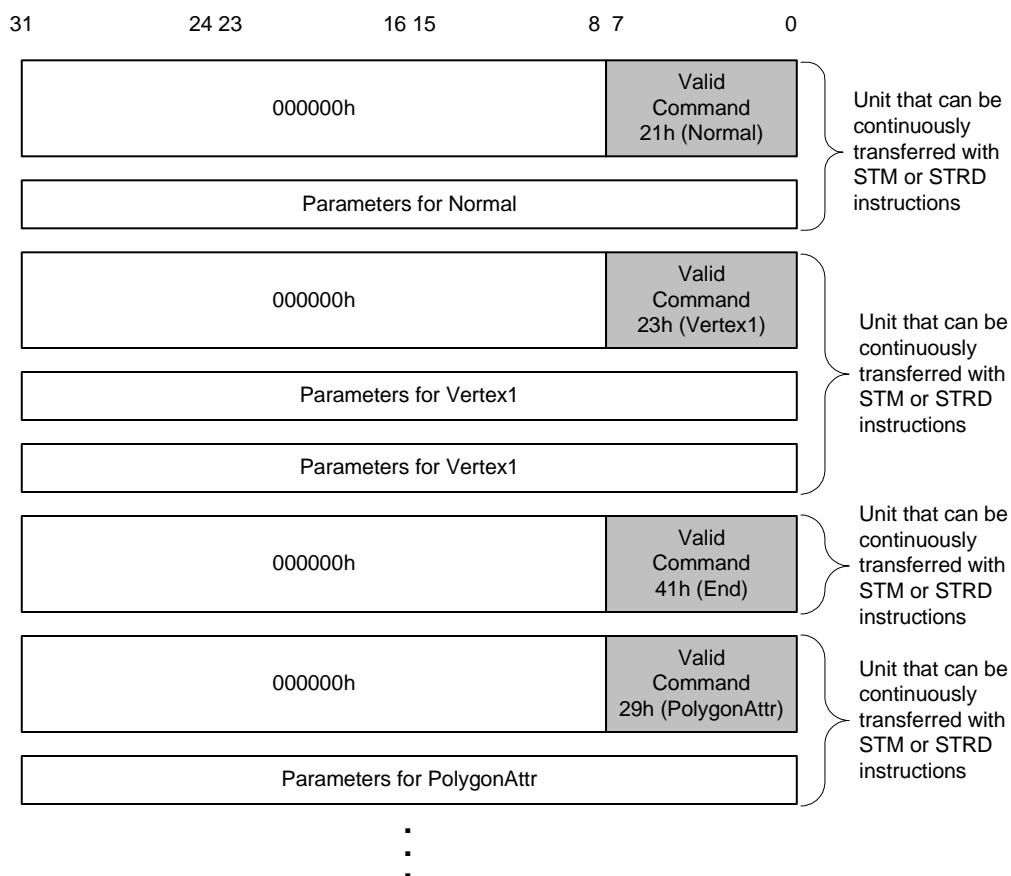 31 24 23 16 15 8 7 0
000000h
Valid
Command
21h (Normal)
Unit that can be
continuously
transferred with
STM or STRD
instructions
Parameters for Normal
000000h
Valid
Command
23h (Vertex1)
Unit that can be
continuously
transferred with
STM or STRD
instructions
Parameters for Vertex1
Parameters for Vertex1
000000h
Valid
Command
41h (End)
Unit that can be
continuously
transferred with
STM or STRD
instructions
000000h
Valid
Command
29h (PolygonAttr)
Unit that can be
continuously
transferred with
STM or STRD
instructions
Parameters for PolygonAttr